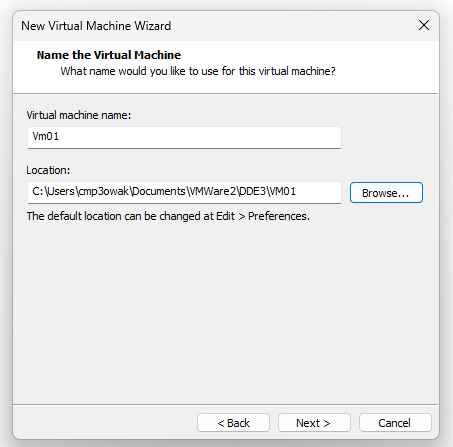 New Virtual Machine Wizard
Name the Virtual Machine
What name would you like to use for this virtual machine?
Virtual machine name:
Vm01
Location:
C:\Users\cmp3owak\Documents\VMWare2\DDE3\VM01
Browse...
The default location can be changed at Edit > Preferences.
< Back
Next >
Cancel